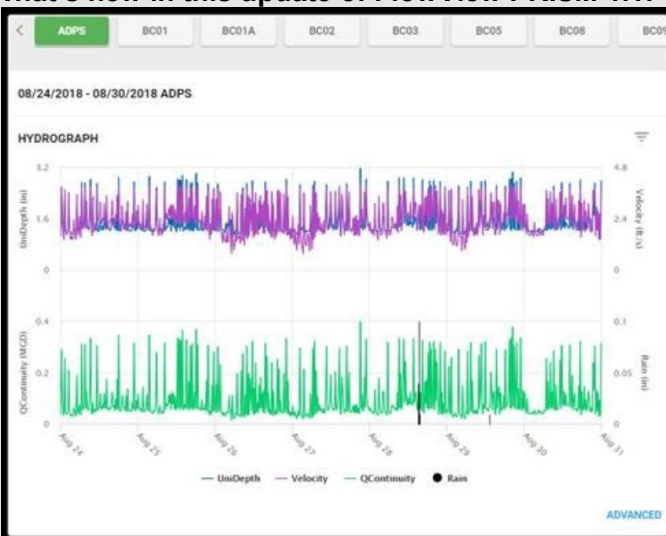 ADPS BC01 BC01A BC02 BC03 BC05 BC08 BC09
08/24/2018 - 08/30/2018 ADPS
HYDROGRAPH
3.2 4.8
UniDepth (in)
1.6 2.4
Velocity (ft/s)
0 0
0.4 0.1
QContinuity (MGD)
0.2 0.05
Rain (in)
0 0
Aug 24 Aug 25 Aug 26 Aug 27 Aug 28 Aug 29 Aug 30 Aug 31
UniDepth Velocity QContinuity Rain
ADVANCED